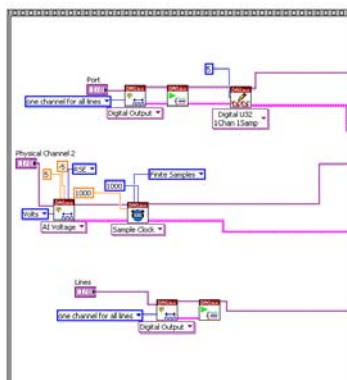 Port
5
one channel for all lines
Digital Output
Digital U32
1Chan 1Samp
Physical Channel 2
-5
RSE
5
Finite Samples
1000
1000
Volts
AI Voltage
Sample Clock
Lines
one channel for all lines
Digital Output